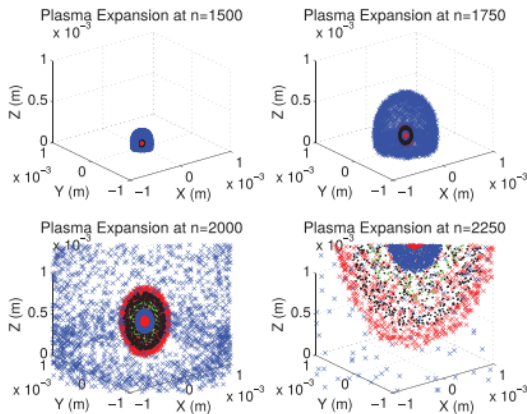 Plasma Expansion at n=1500
x 10⁻³
1
0.5
0
Z (m)
1
0
−1
x 10⁻³
Y (m)
−1
0
1
x 10⁻³
X (m)
Plasma Expansion at n=1750
x 10⁻³
1
0.5
0
Z (m)
1
0
−1
x 10⁻³
Y (m)
−1
0
1
x 10⁻³
X (m)
Plasma Expansion at n=2000
x 10⁻³
1
0.5
0
Z (m)
1
0
−1
x 10⁻³
Y (m)
−1
0
1
x 10⁻³
X (m)
Plasma Expansion at n=2250
x 10⁻³
1
0.5
0
Z (m)
1
0
−1
x 10⁻³
Y (m)
−1
0
1
x 10⁻³
X (m)